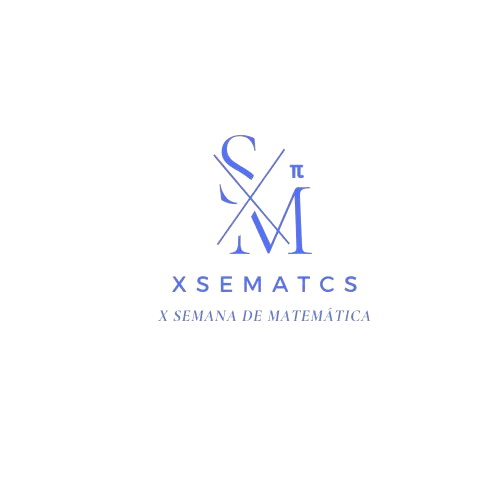 S
π
X
M
XSEMATCS
X SEMANA DE MATEMÁTICA